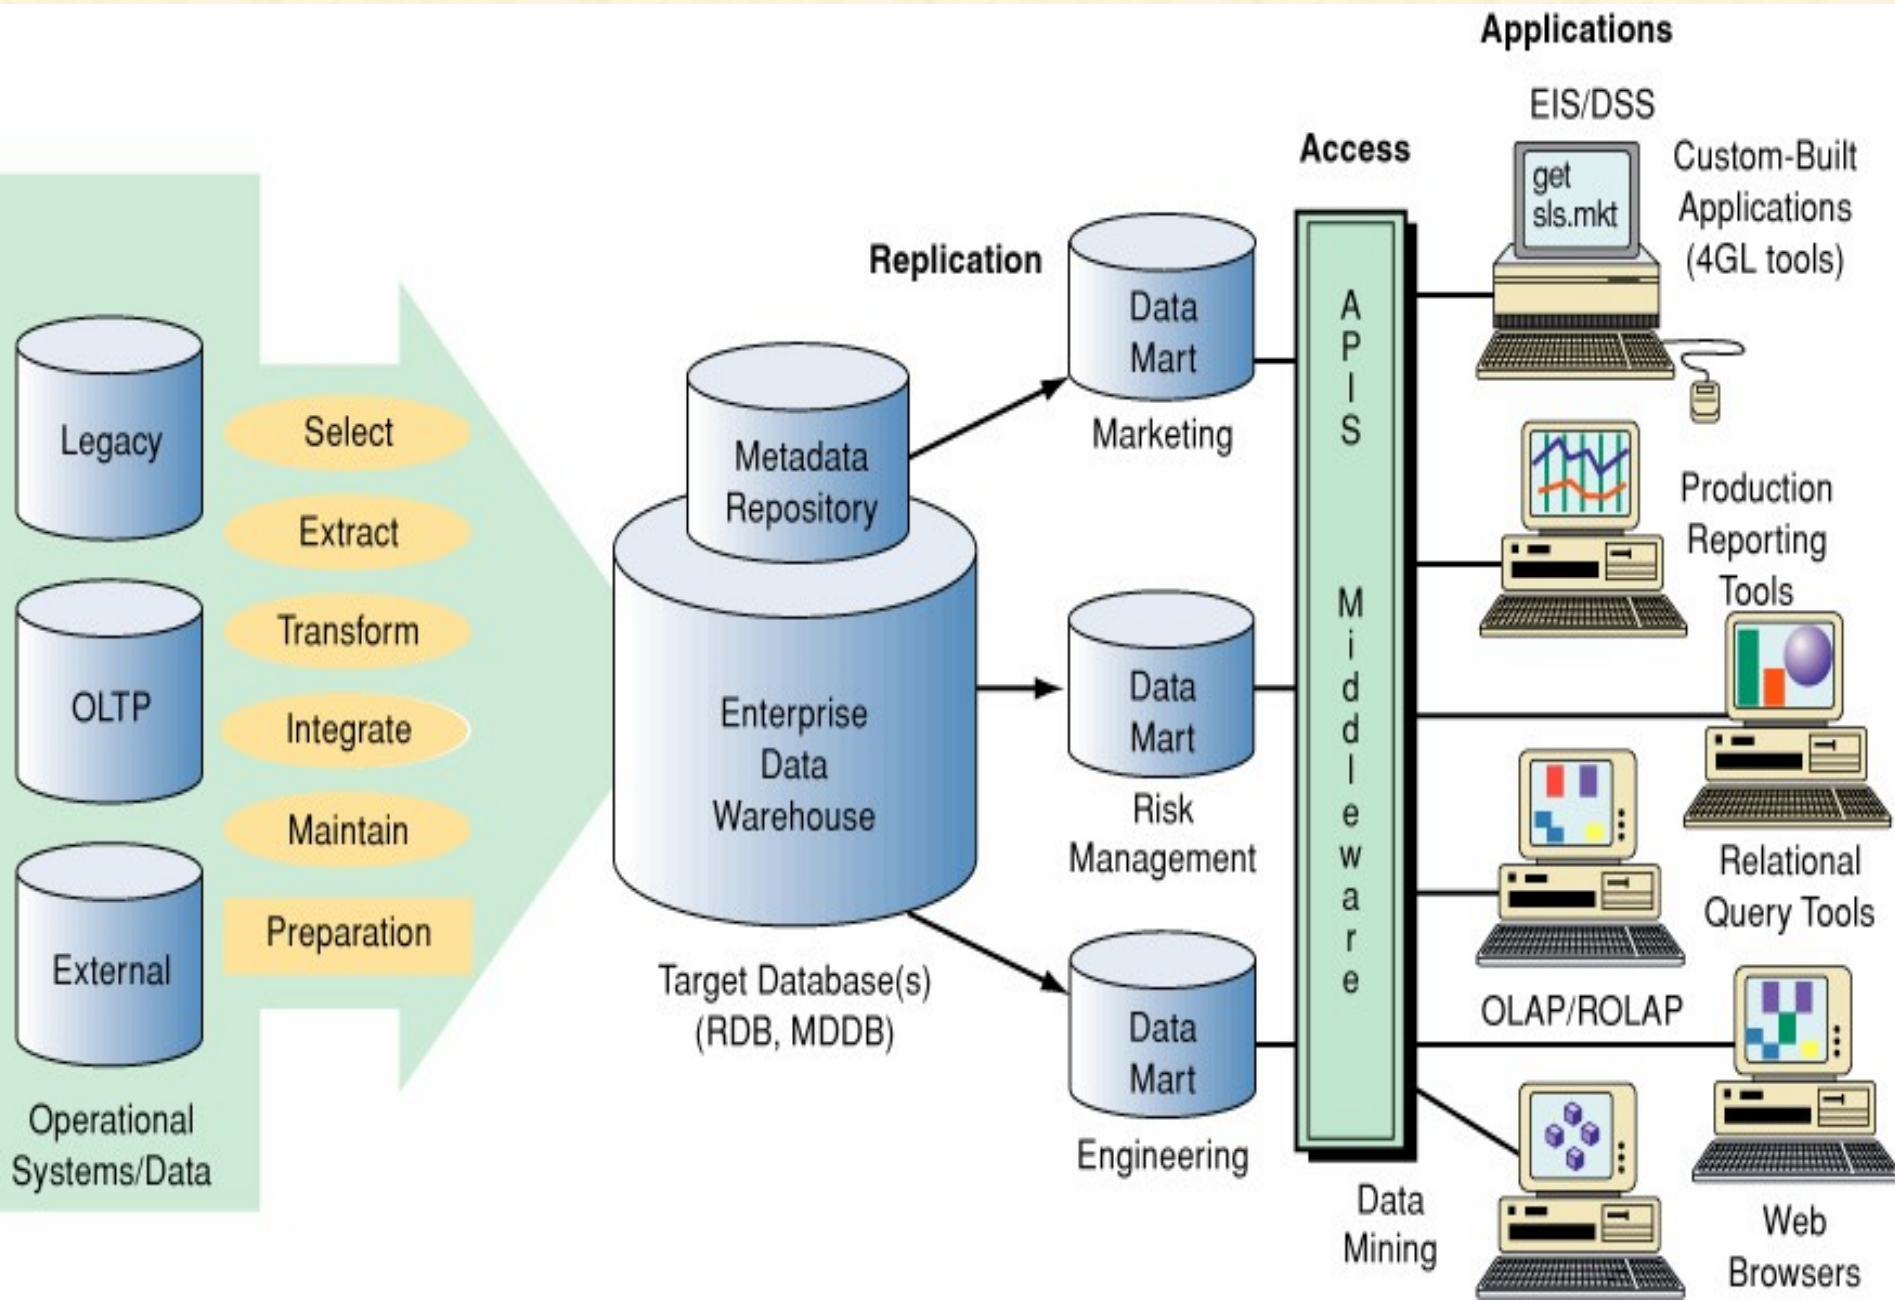 Applications
EIS/DSS
Custom-Built
Applications
(4GL tools)
get
sls.mkt
Access
Replication
Legacy
OLTP
External
Operational
Systems/Data
Select
Extract
Transform
Integrate
Maintain
Preparation
Metadata
Repository
Enterprise
Data
Warehouse
Target Database(s)
(RDB, MDDB)
Data
Mart
Marketing
Data
Mart
Risk
Management
Data
Mart
Engineering
APIS
Middleware
Production
Reporting
Tools
Relational
Query Tools
OLAP/ROLAP
Web
Browsers
Data
Mining